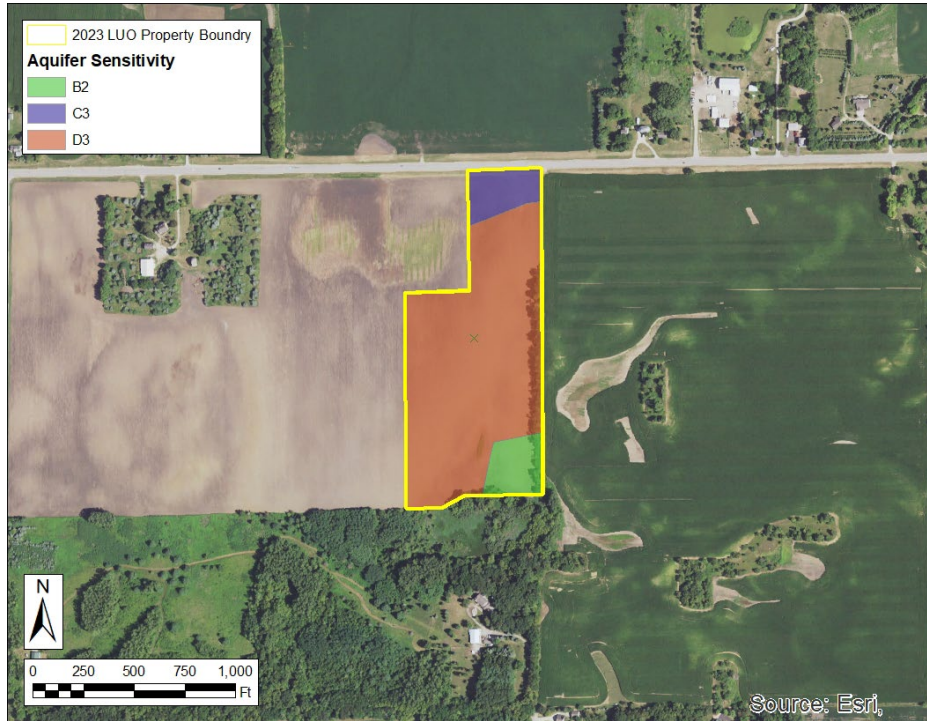 2023 LUO Property Boundry
Aquifer Sensitivity
B2
C3
D3
N
0 250 500 750 1,000
Ft
Source: Esri,